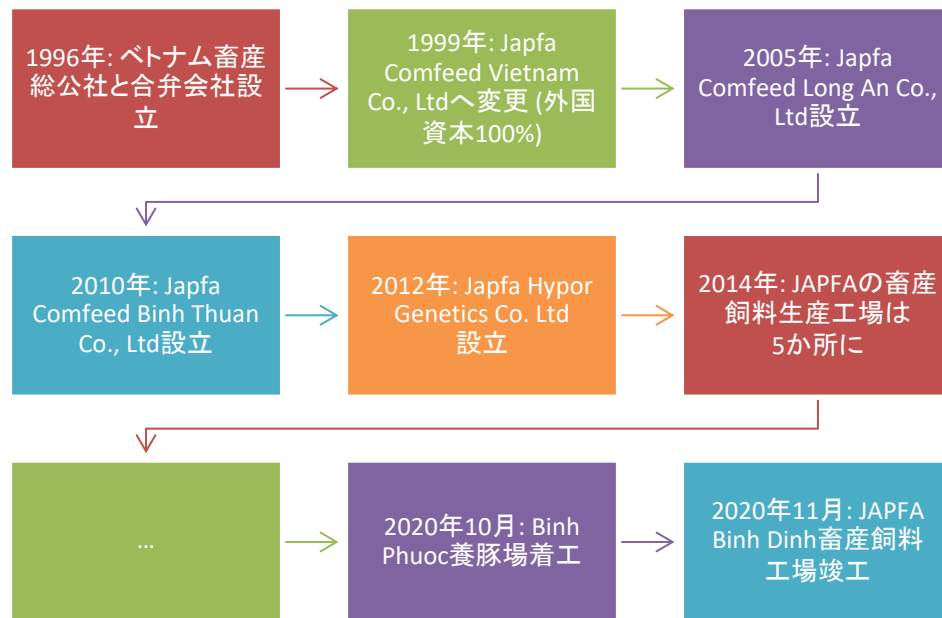 1996年: ベトナム畜産
総公社と合弁会社設
立
1999年: Japfa
Comfeed Vietnam
Co., Ltdへ変更 (外国
資本100%)
2005年: Japfa
Comfeed Long An Co.,
Ltd設立
2010年: Japfa
Comfeed Binh Thuan
Co., Ltd設立
2012年: Japfa Hypor
Genetics Co. Ltd
設立
2014年: JAPFAの畜産
飼料生産工場は
5か所に
...
2020年10月: Binh
Phuoc養豚場着工
2020年11月: JAPFA
Binh Dinh畜産飼料
工場竣工